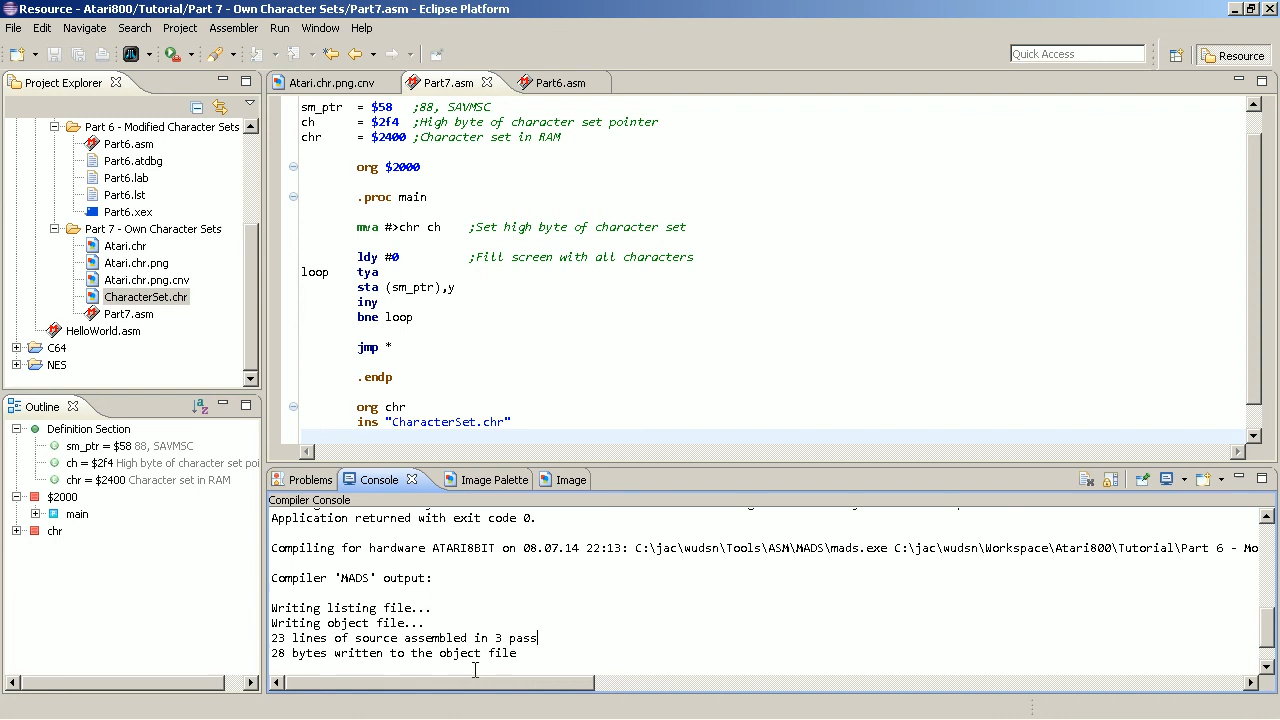 Resource - Atari800/Tutorial/Part 7 - Own Character Sets/Part7.asm - Eclipse Platform
File Edit Navigate Search Project Assembler Run Window Help
Quick Access
Resource
Project Explorer
Part 6 - Modified Character Sets
Part6.asm
Part6.atdbg
Part6.lab
Part6.lst
Part6.xex
Part 7 - Own Character Sets
Atari.chr
Atari.chr.png
Atari.chr.png.cnv
CharacterSet.chr
Part7.asm
HelloWorld.asm
C64
NES
Outline
Definition Section
sm_ptr = $58 88, SAVMSC
ch = $2f4 High byte of character set poi
chr = $2400 Character set in RAM
$2000
main
chr
Atari.chr.png.cnv Part7.asm Part6.asm
sm_ptr = $58 ;88, SAVMSC
ch = $2f4 ;High byte of character set pointer
chr = $2400 ;Character set in RAM
org $2000
.proc main
mva #>chr ch ;Set high byte of character set
ldy #0 ;Fill screen with all characters
loop tya
sta (sm_ptr),y
iny
bne loop
jmp *
.endp
org chr
ins "CharacterSet.chr"
Problems Console Image Palette Image
Compiler Console
Application returned with exit code 0.
Compiling for hardware ATARI8BIT on 08.07.14 22:13: C:\jac\wudsn\Tools\ASM\MADS\mads.exe C:\jac\wudsn\Workspace\Atari800\Tutorial\Part 6 - Mo
Compiler 'MADS' output:
Writing listing file...
Writing object file...
23 lines of source assembled in 3 pass
28 bytes written to the object file